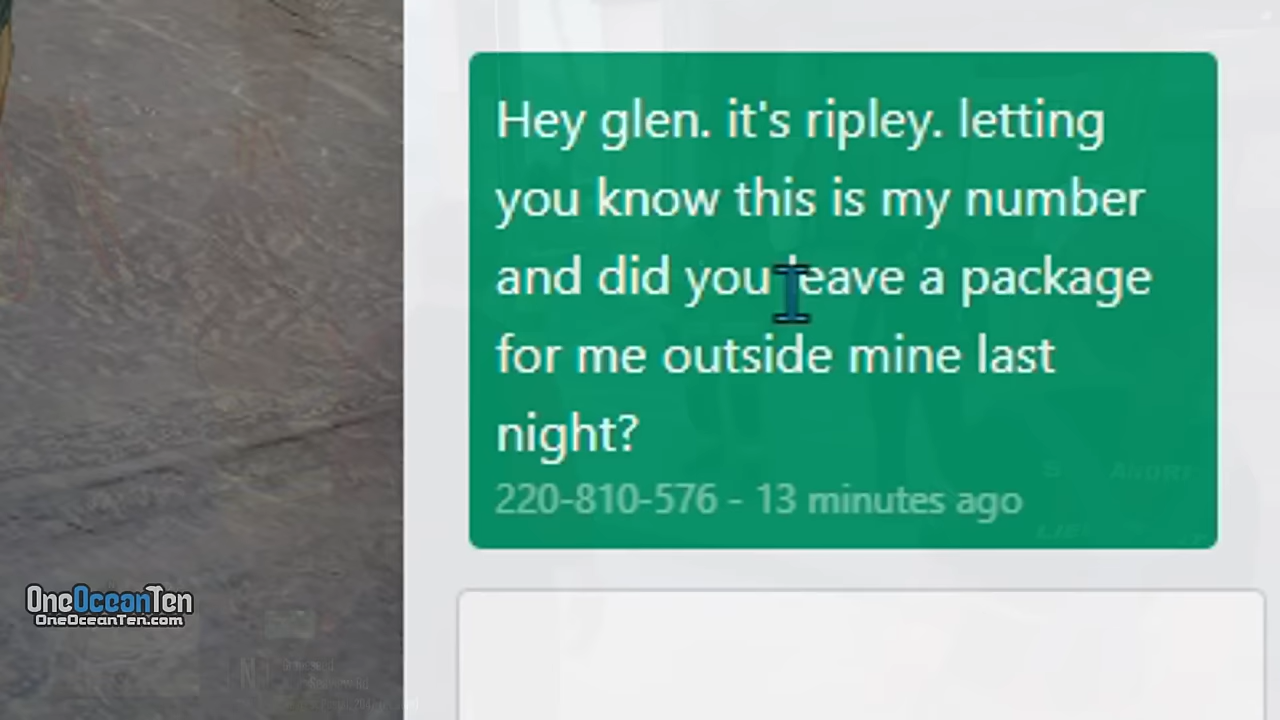 Hey glen. it's ripley. letting
you know this is my number
and did you leave a package
for me outside mine last
night?
220-810-576 - 13 minutes ago
OneOceanTen
OneOceanTen.com